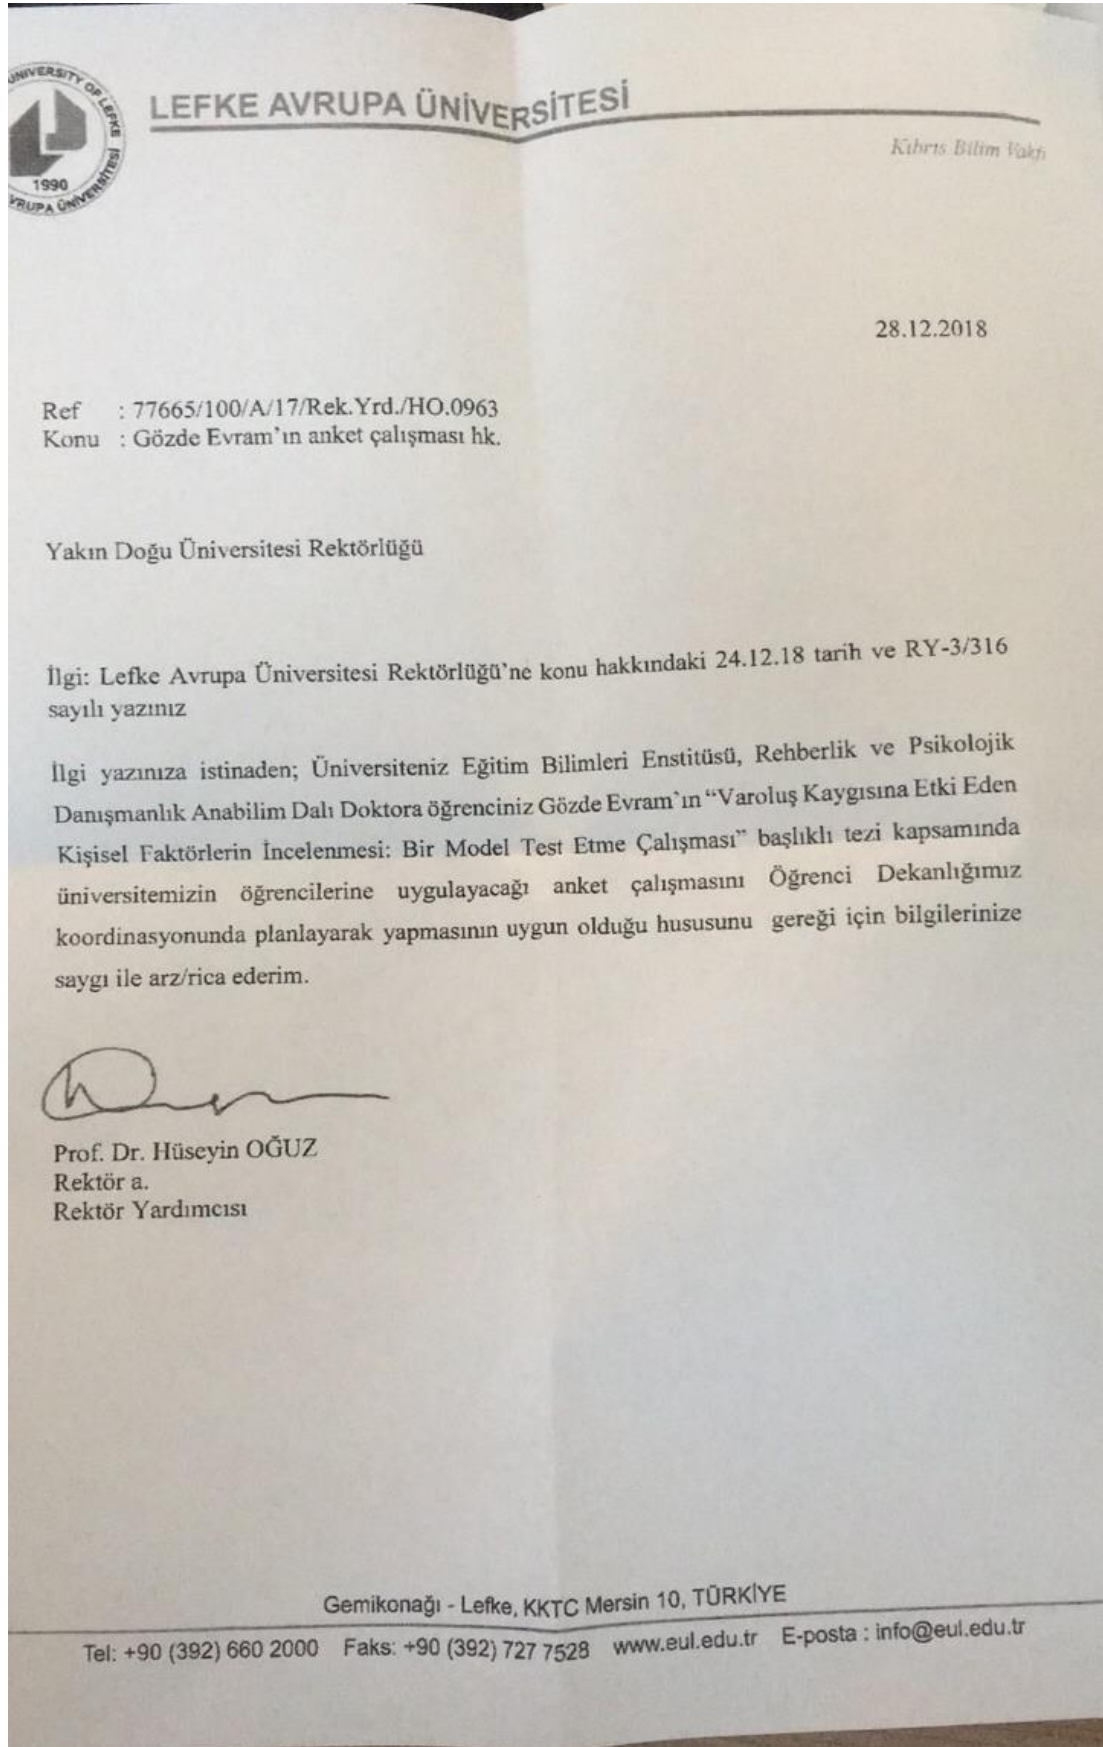 UNIVERSITY OF LEFKE
1990
AVRUPA ÜNİVERSİTESİ
LEFKE AVRUPA ÜNİVERSİTESİ
Kıbrıs Bilim Vakfı
28.12.2018
Ref : 77665/100/A/17/Rek.Yrd./HO.0963
Konu : Gözde Evram'ın anket çalışması hk.
Yakın Doğu Üniversitesi Rektörlüğü
İlgi: Lefke Avrupa Üniversitesi Rektörlüğü'ne konu hakkındaki 24.12.18 tarih ve RY-3/316
sayılı yazınız
İlgi yazınıza istinaden; Üniversiteniz Eğitim Bilimleri Enstitüsü, Rehberlik ve Psikolojik
Danışmanlık Anabilim Dalı Doktora öğrenciniz Gözde Evram`ın “Varoluş Kaygısına Etki Eden
Kişisel Faktörlerin İncelenmesi: Bir Model Test Etme Çalışması” başlıklı tezi kapsamında
üniversitemizin öğrencilerine uygulayacağı anket çalışmasını Öğrenci Dekanlığımız
koordinasyonunda planlayarak yapmasının uygun olduğu hususunu gereği için bilgilerinize
saygı ile arz/rica ederim.
Prof. Dr. Hüseyin OĞUZ
Rektör a.
Rektör Yardımcısı
Gemikonağı - Lefke, KKTC Mersin 10, TÜRKİYE
Tel: +90 (392) 660 2000 Faks: +90 (392) 727 7528 www.eul.edu.tr E-posta : info@eul.edu.tr